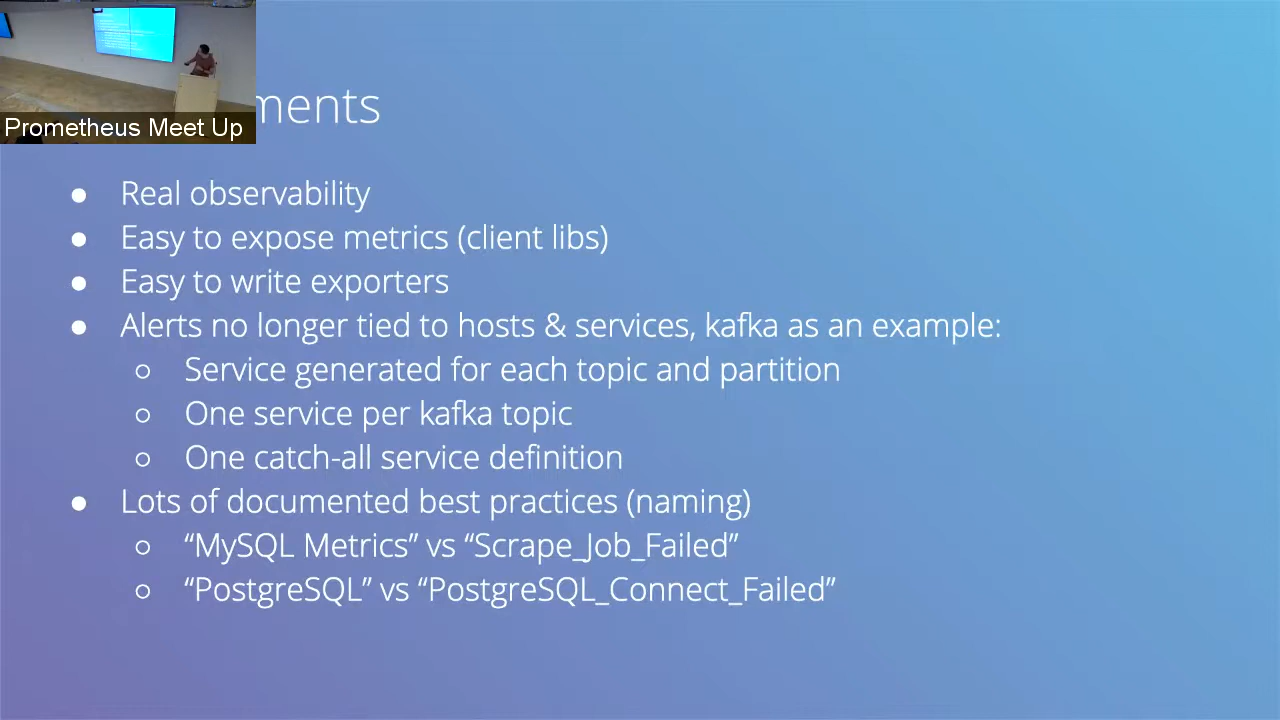 Prometheus Meet Up
ments
● Real observability
● Easy to expose metrics (client libs)
● Easy to write exporters
● Alerts no longer tied to hosts & services, kafka as an example:
○ Service generated for each topic and partition
○ One service per kafka topic
○ One catch-all service definition
● Lots of documented best practices (naming)
○ “MySQL Metrics” vs “Scrape_Job_Failed”
○ “PostgreSQL” vs “PostgreSQL_Connect_Failed”